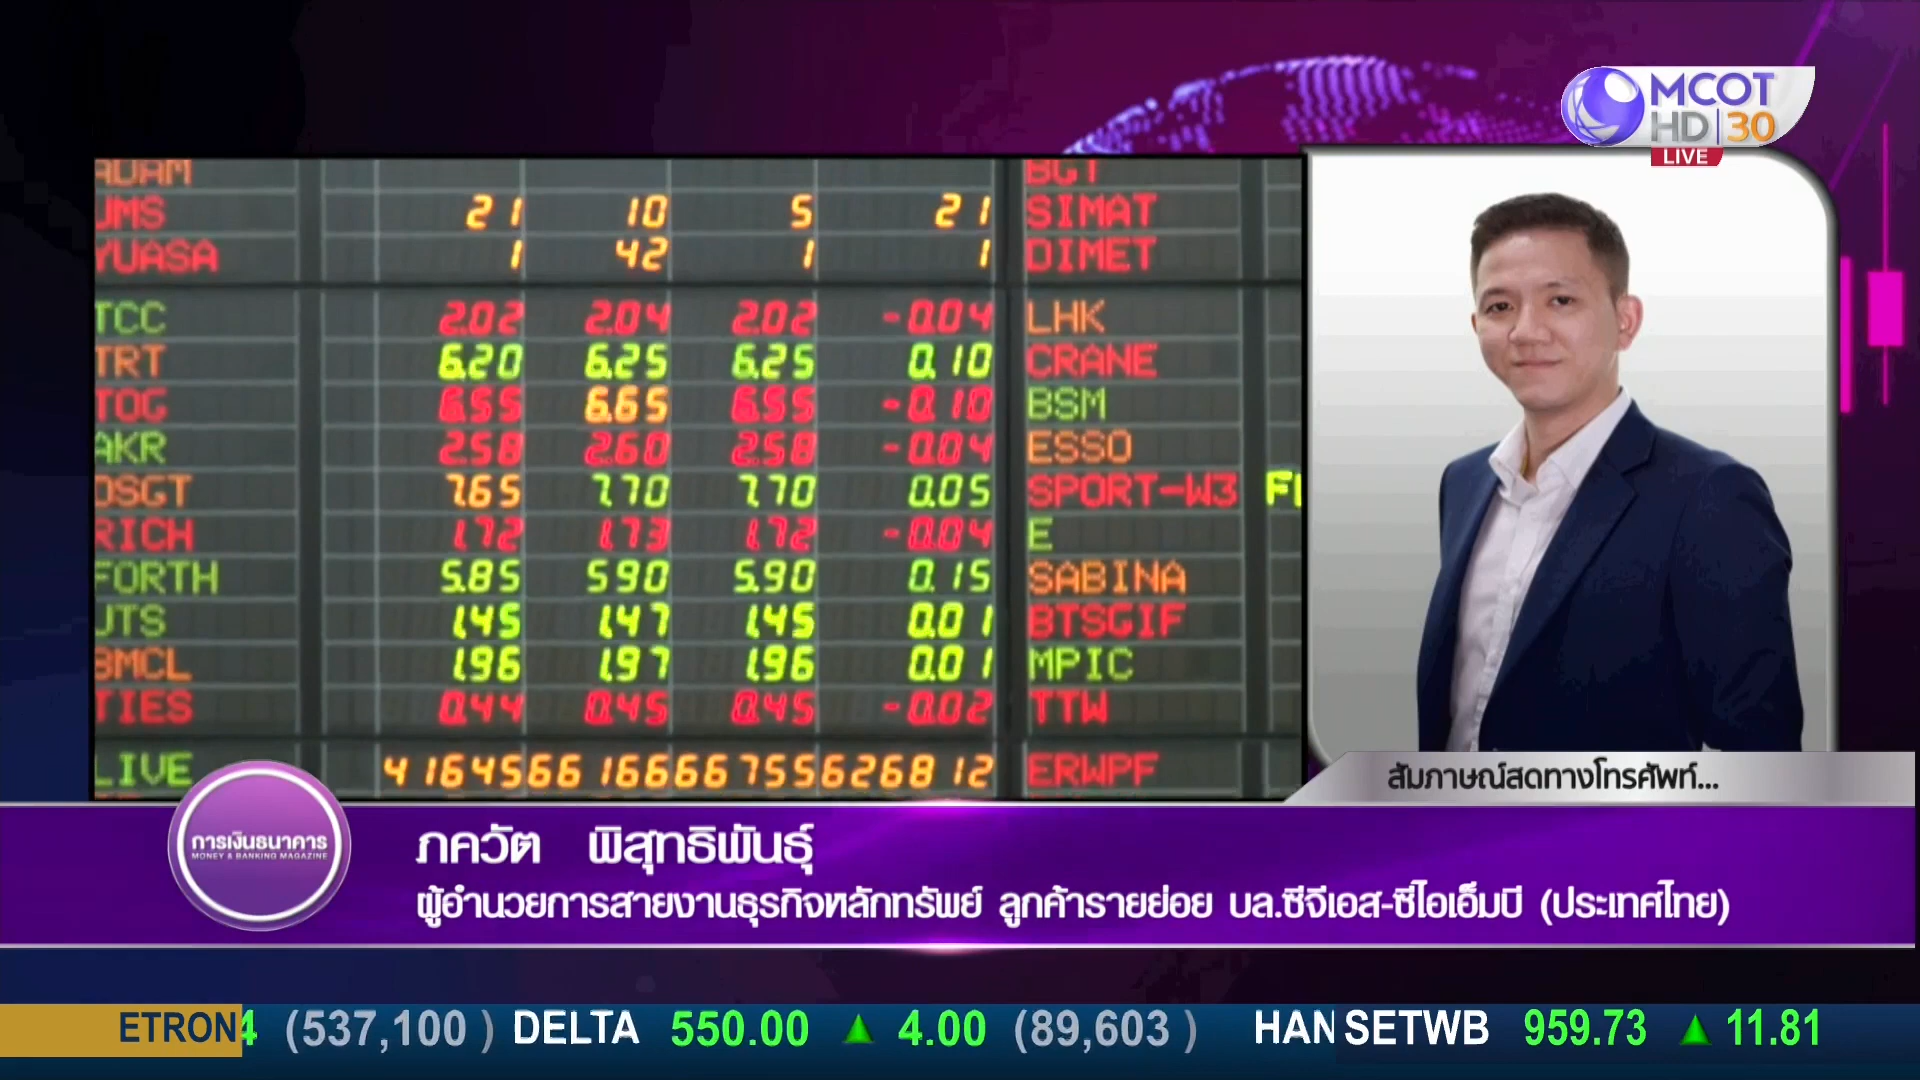 MCOT
HD 30
LIVE
ADAM BGT
UMS 21 10 5 21 SIMAT
YUASA 1 42 1 1 DIMET
TCC 2.02 2.04 2.02 -0.04 LHK
TRT 6.20 6.25 6.25 0.10 CRANE
TOG 6.55 6.65 6.55 -0.10 BSM
AKR 2.58 2.60 2.58 -0.04 ESSO
DSGT 7.65 7.70 7.70 0.05 SPORT-W3
RICH 1.72 1.73 1.72 -0.04 E
FORTH 5.85 5.90 5.90 0.15 SABINA
UTS 1.45 1.47 1.45 0.01 BTSGIF
BMCL 1.96 1.97 1.96 0.01 MPIC
TIES 0.44 0.45 0.45 -0.02 TTW
LIVE 416456616666755626812 ERWPF
สัมภาษณ์สดทางโทรศัพท์...
การเงินธนาคาร
MONEY & BANKING MAGAZINE
ภควัต พิสุทธิพันธุ์
ผู้อำนวยการสายงานธุรกิจหลักทรัพย์ ลูกค้ารายย่อย บล.ซีจีเอส-ซีไอเอ็มบี (ประเทศไทย)
ETRON 4 (537,100 ) DELTA 550.00 ▲ 4.00 (89,603 ) HAN SETWB 959.73 ▲ 11.81